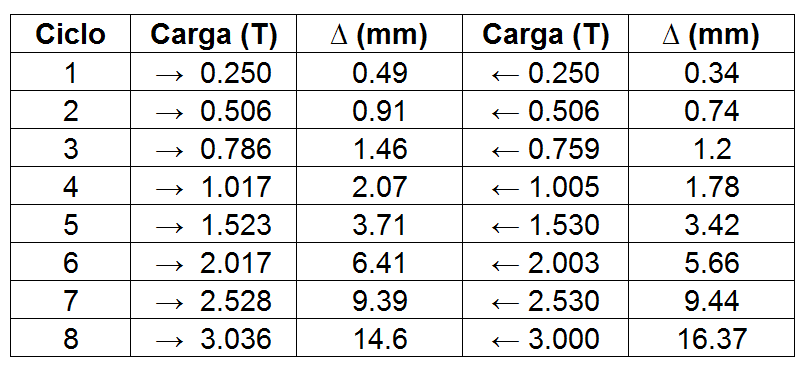 Ciclo Carga (T) Δ (mm) Carga (T) Δ (mm)
1 → 0.250 0.49 ← 0.250 0.34
2 → 0.506 0.91 ← 0.506 0.74
3 → 0.786 1.46 ← 0.759 1.2
4 → 1.017 2.07 ← 1.005 1.78
5 → 1.523 3.71 ← 1.530 3.42
6 → 2.017 6.41 ← 2.003 5.66
7 → 2.528 9.39 ← 2.530 9.44
8 → 3.036 14.6 ← 3.000 16.37